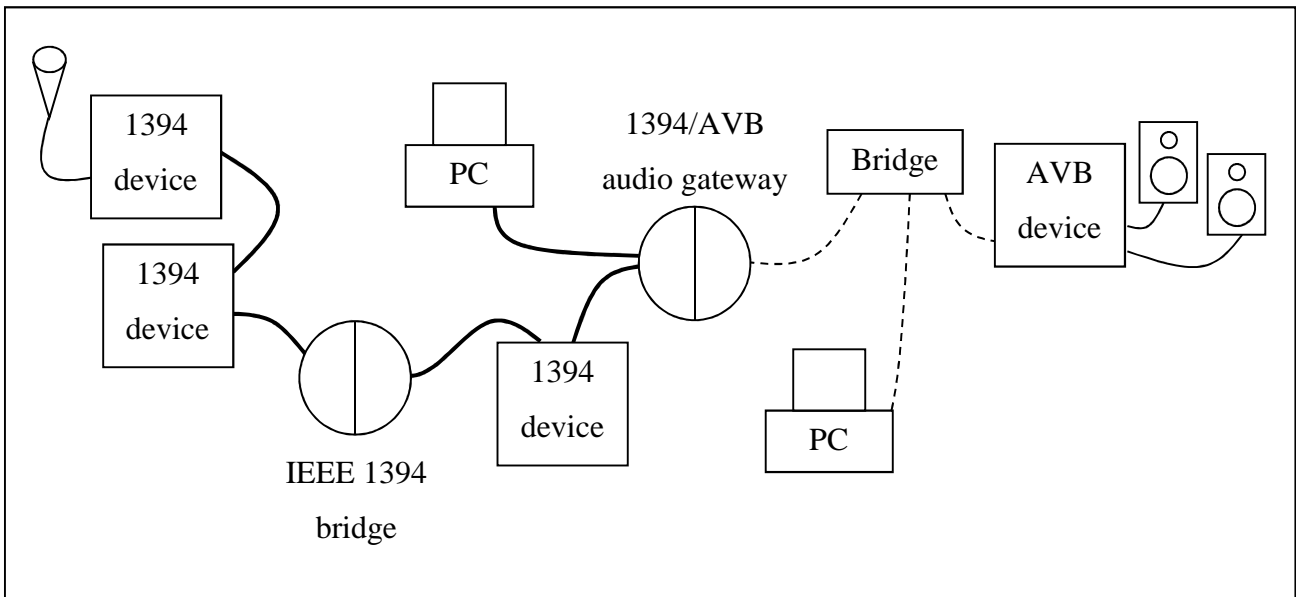 1394
device
1394
device
IEEE 1394
bridge
PC
1394
device
1394/AVB
audio gateway
Bridge
PC
AVB
device